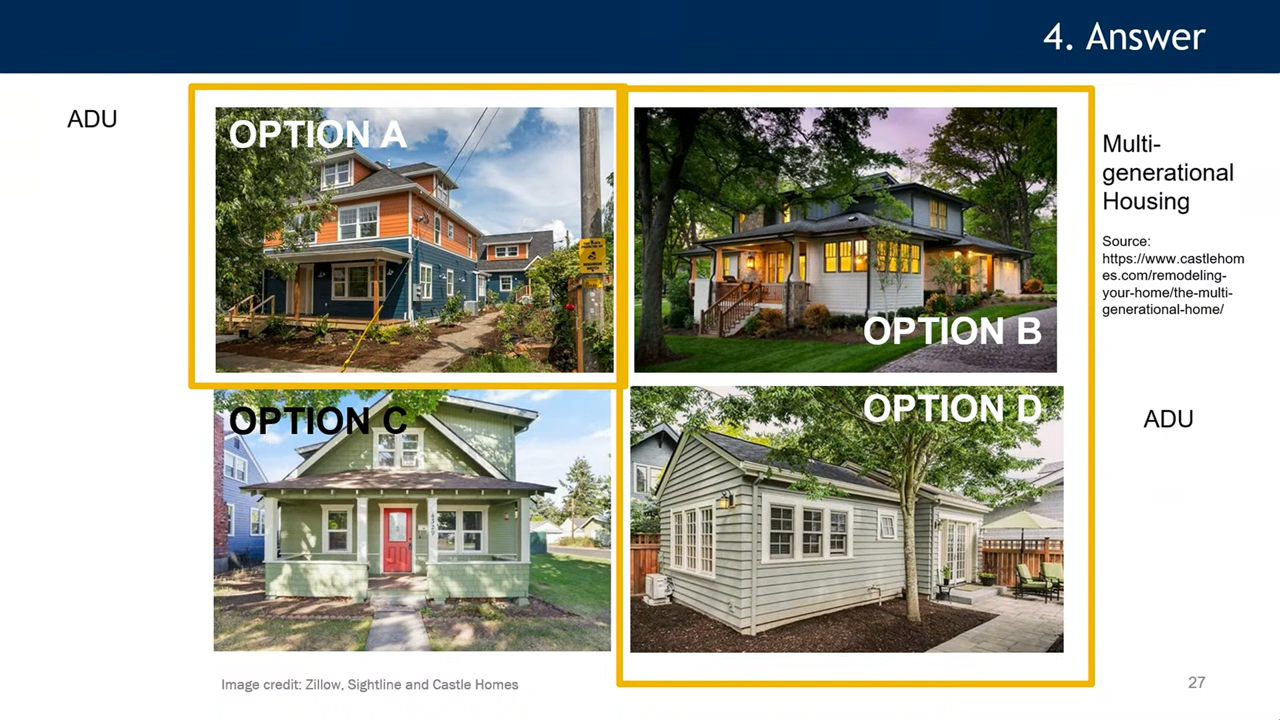 4. Answer
ADU
OPTION A
OPTION B
Multi-
generational
Housing
Source:
https://www.castlehom
es.com/remodeling-
your-home/the-multi-
generational-home/
OPTION C
OPTION D
ADU
Image credit: Zillow, Sightline and Castle Homes
27